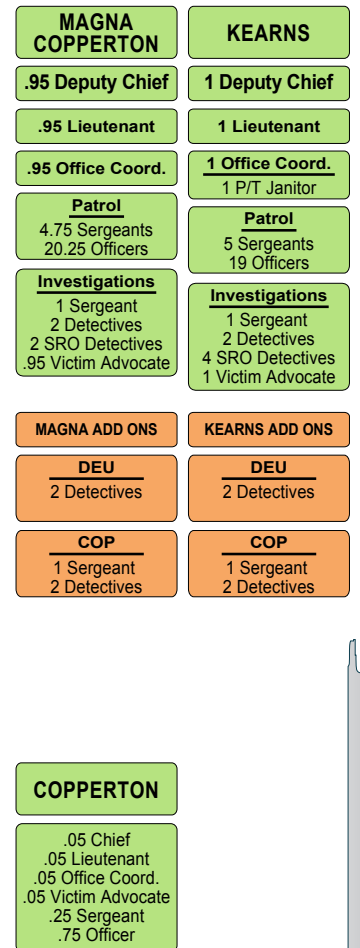 MAGNA
COPPERTON
.95 Deputy Chief
.95 Lieutenant
.95 Office Coord.
Patrol
4.75 Sergeants
20.25 Officers
Investigations
1 Sergeant
2 Detectives
2 SRO Detectives
.95 Victim Advocate
MAGNA ADD ONS
DEU
2 Detectives
COP
1 Sergeant
2 Detectives
KEARNS
1 Deputy Chief
1 Lieutenant
1 Office Coord.
1 P/T Janitor
Patrol
5 Sergeants
19 Officers
Investigations
1 Sergeant
2 Detectives
4 SRO Detectives
1 Victim Advocate
KEARNS ADD ONS
DEU
2 Detectives
COP
1 Sergeant
2 Detectives
COPPERTON
.05 Chief
.05 Lieutenant
.05 Office Coord.
.05 Victim Advocate
.25 Sergeant
.75 Officer